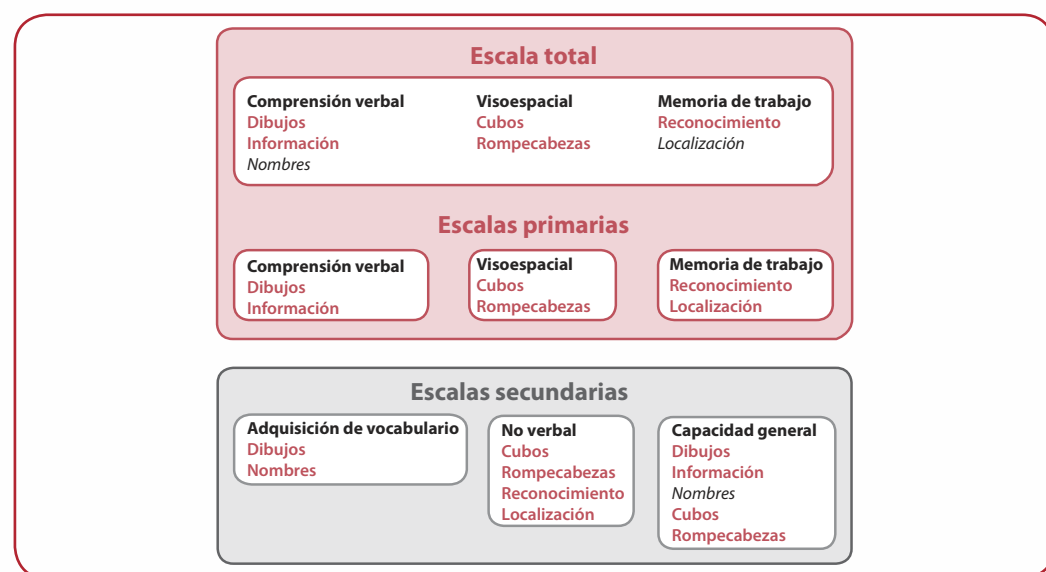 Escala total
Comprensión verbal
Dibujos
Información
Nombres
Visoespacial
Cubos
Rompecabezas
Memoria de trabajo
Reconocimiento
Localización
Escalas primarias
Comprensión verbal
Dibujos
Información
Visoespacial
Cubos
Rompecabezas
Memoria de trabajo
Reconocimiento
Localización
Escalas secundarias
Adquisición de vocabulario
Dibujos
Nombres
No verbal
Cubos
Rompecabezas
Reconocimiento
Localización
Capacidad general
Dibujos
Información
Nombres
Cubos
Rompecabezas